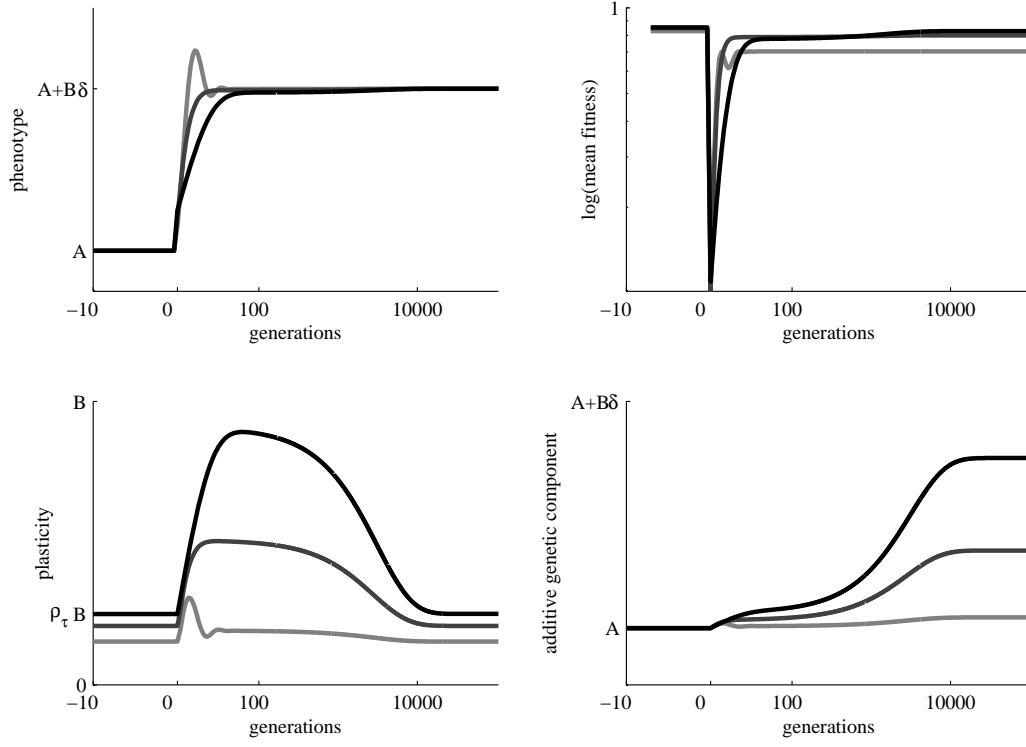 A+Bδ
A
phenotype
−10
0
100
10000
generations
1
log(mean fitness)
−10
0
100
10000
generations
B
ρτ B
0
plasticity
−10
0
100
10000
generations
A+Bδ
A
additive genetic component
−10
0
100
10000
generations